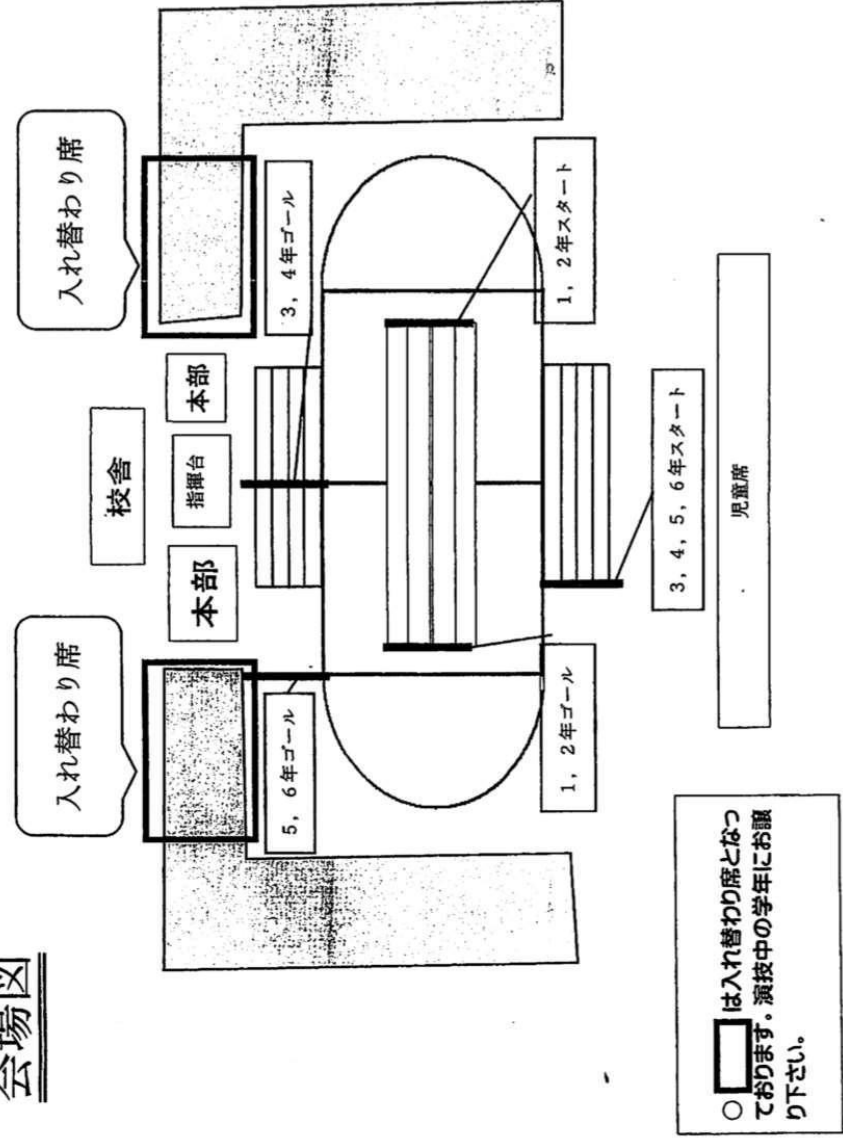 会場図
入れ替わり席
入れ替わり席
校舎
本部
指揮台
本部
5，6年ゴール
3，4年ゴール
1，2年ゴール
1，2年スタート
3，4，5，6年スタート
児童席
○ は入れ替わり席となっ
ております。演技中の学年にお譲
り下さい。